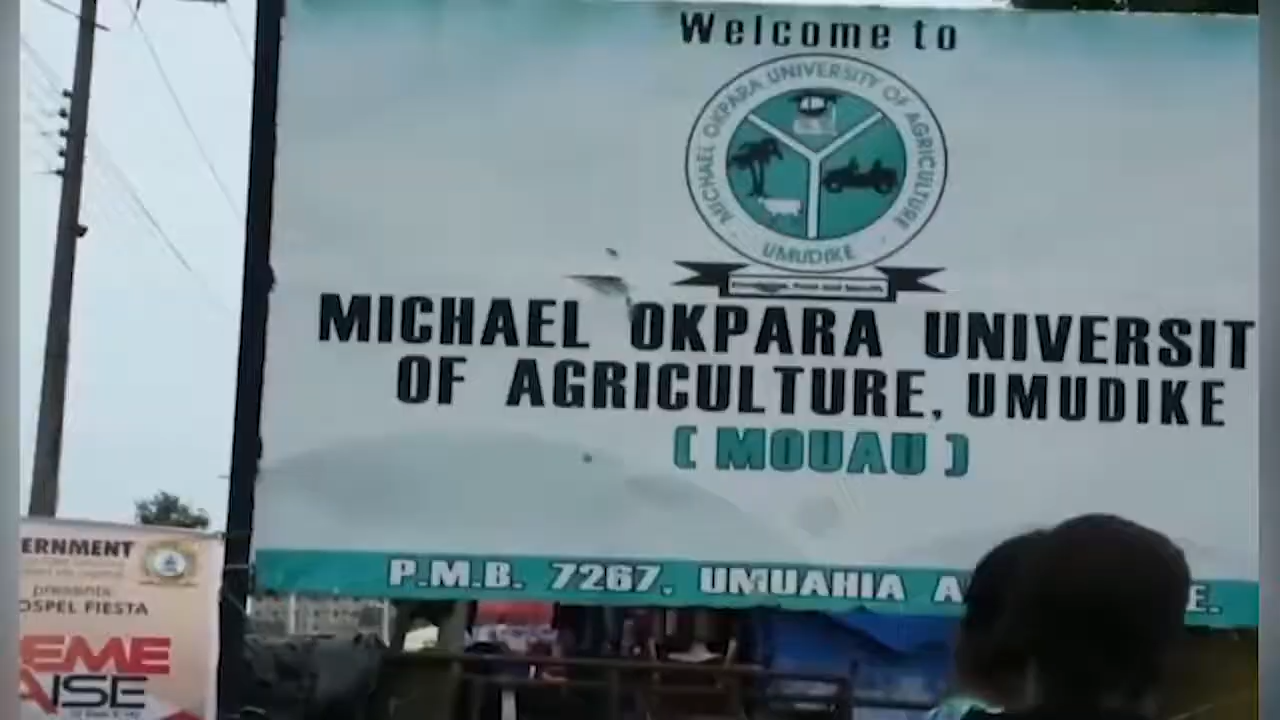 Welcome to
MICHAEL OKPARA UNIVERSITY OF AGRICULTURE
UMUDIKE
MICHAEL OKPARA UNIVERSIT
OF AGRICULTURE, UMUDIKE
(MOUAU)
P.M.B. 7267, UMUAHIA A
E.
ERNMENT
presents:
OSPEL FIESTA
EME
AISE